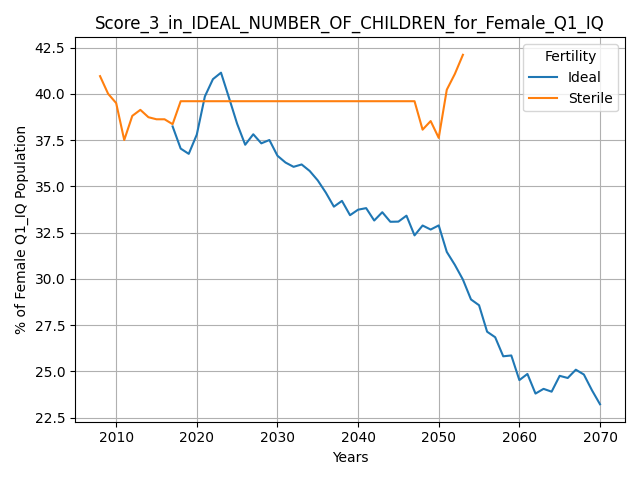 Score_3_in_IDEAL_NUMBER_OF_CHILDREN_for_Female_Q1_IQ
Fertility
Ideal
Sterile
% of Female Q1_IQ Population
42.5
40.0
37.5
35.0
32.5
30.0
27.5
25.0
22.5
2010 2020 2030 2040 2050 2060 2070
Years